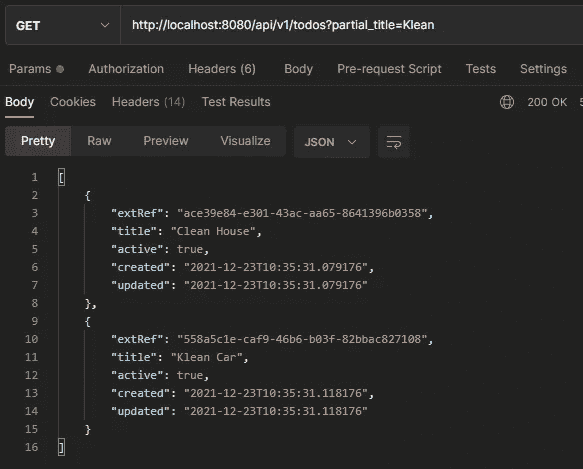 GET http://localhost:8080/api/v1/todos?partial_title=Klean
Params Authorization Headers (6) Body Pre-request Script Tests Settings
Body Cookies Headers (14) Test Results 200 OK
Pretty Raw Preview Visualize JSON
1 [
2 {
3 "extRef": "ace39e84-e301-43ac-aa65-8641396b0358",
4 "title": "Clean House",
5 "active": true,
6 "created": "2021-12-23T10:35:31.079176",
7 "updated": "2021-12-23T10:35:31.079176"
8 },
9 {
10 "extRef": "558a5c1e-caf9-46b6-b03f-82bbac827108",
11 "title": "Klean Car",
12 "active": true,
13 "created": "2021-12-23T10:35:31.118176",
14 "updated": "2021-12-23T10:35:31.118176"
15 }
16 ]